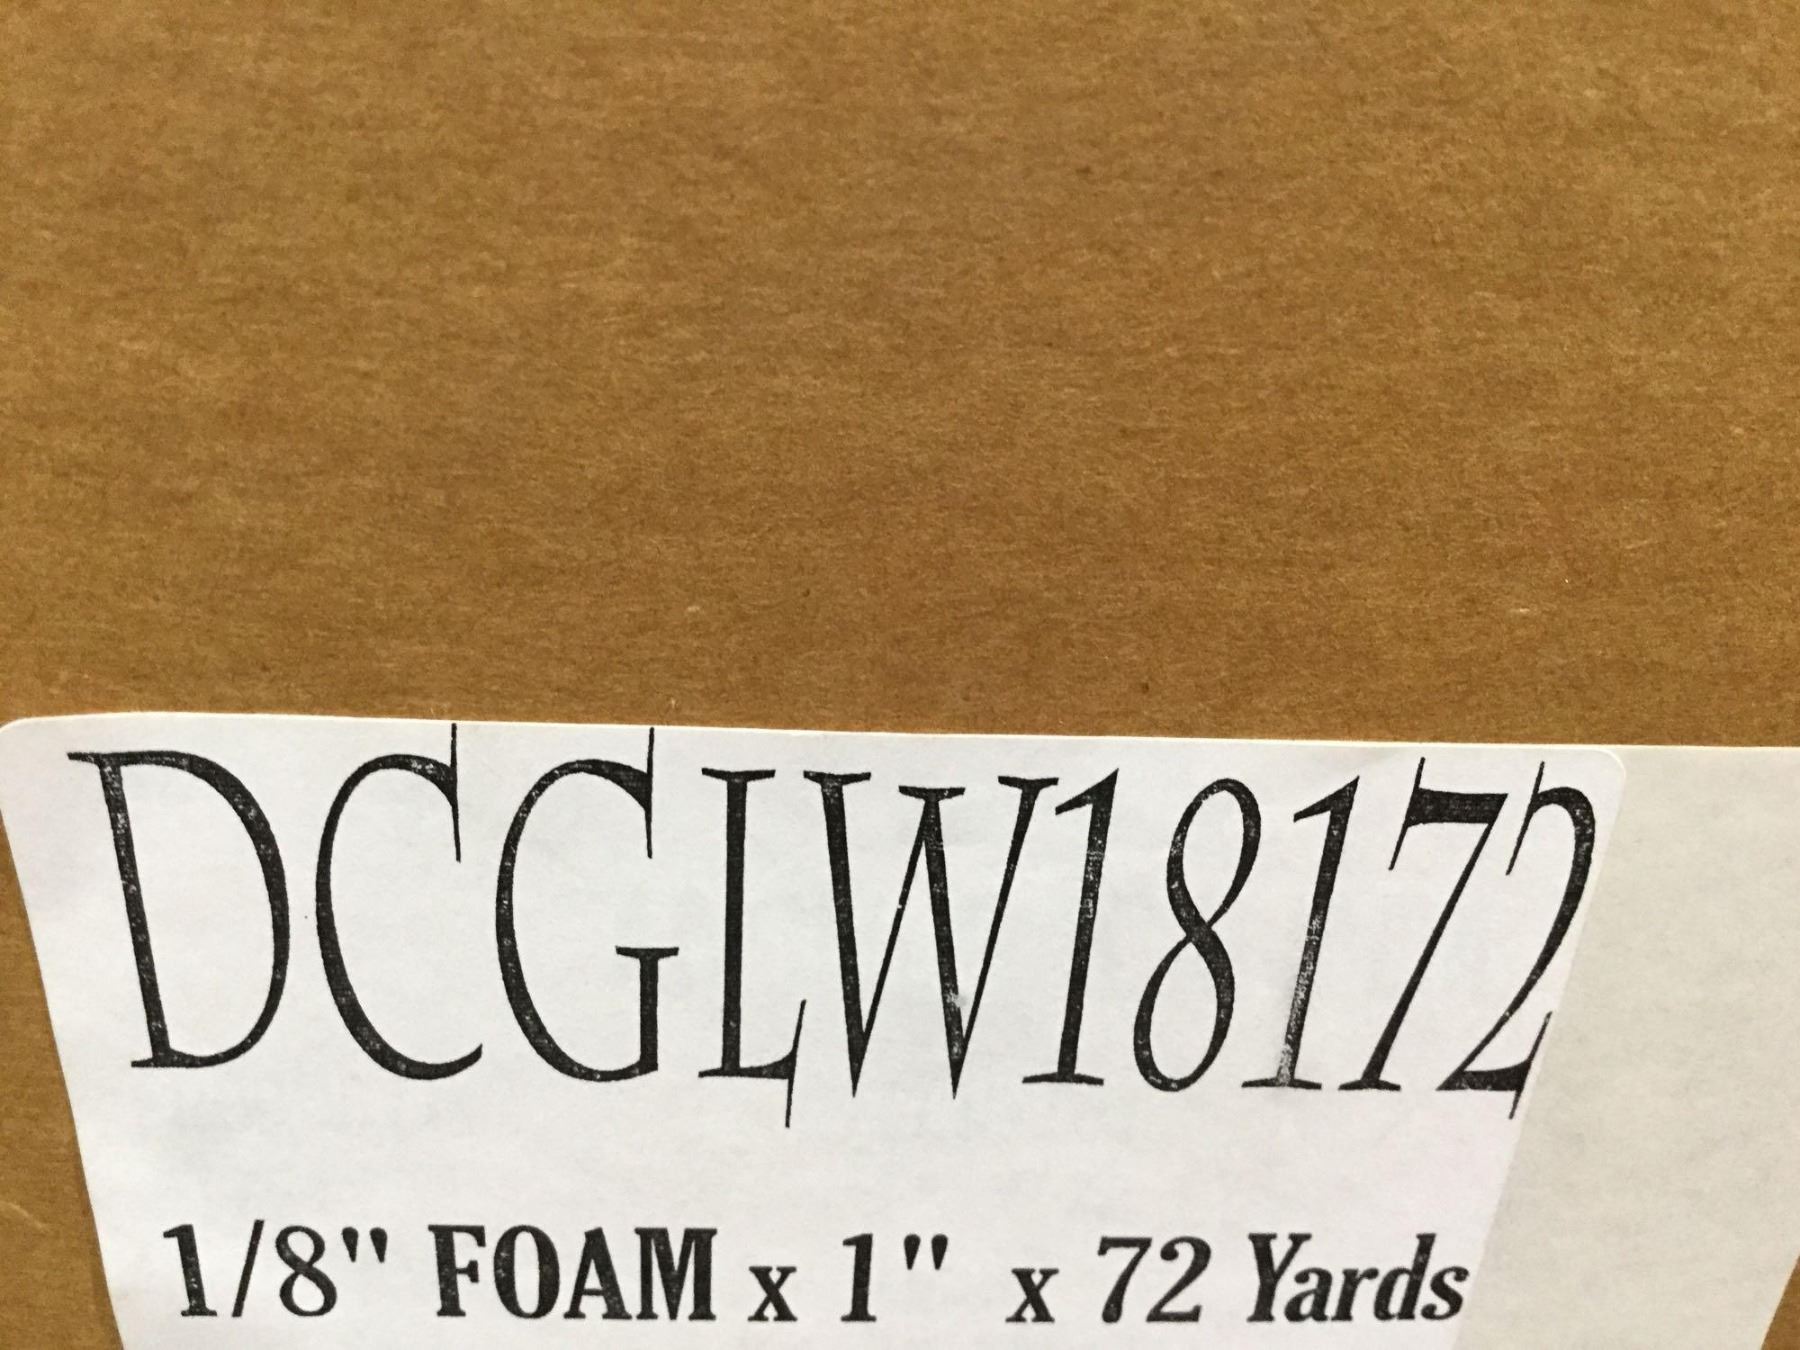 DCGLW18172
1/8" FOAM x 1" x 72 Yards